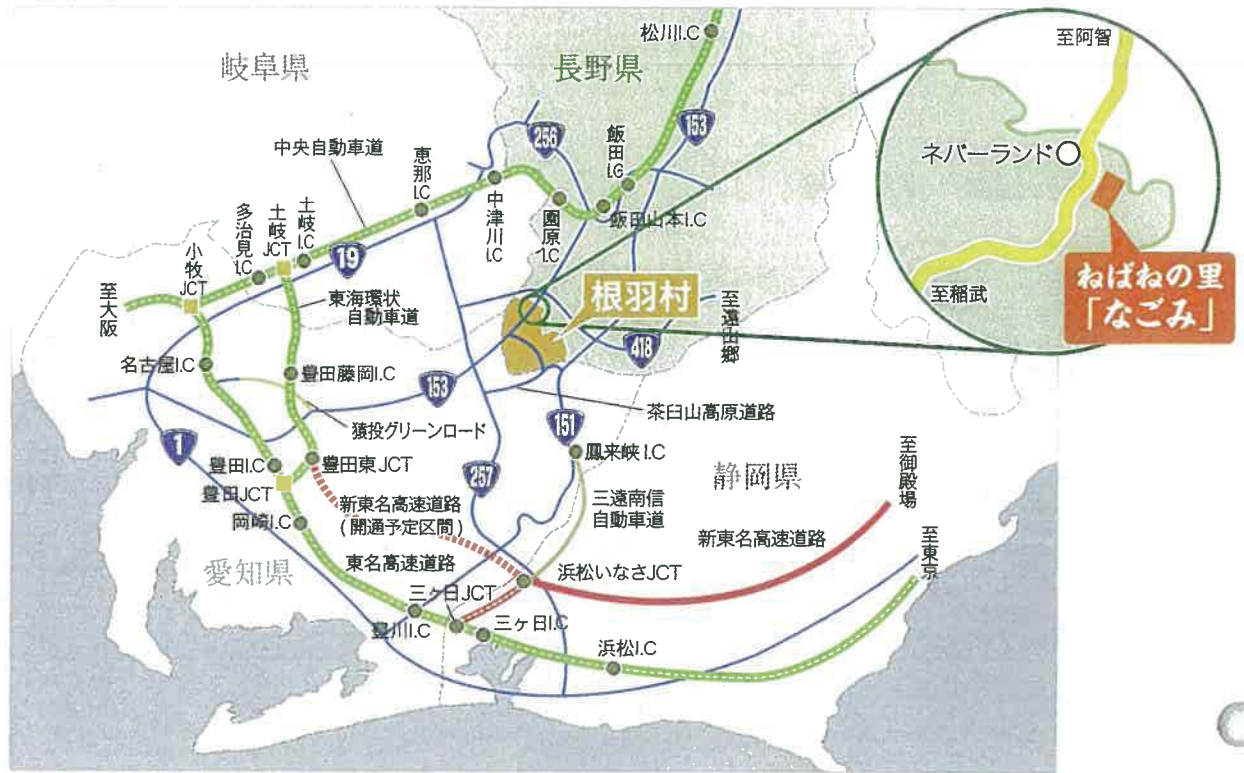 岐阜県
長野県
松川I.C
至阿智
ネバーランド
ねばねの里
「なごみ」
至稲武
中央自動車道
恵那I.C
256
飯田I.C
153
中津川I.C
園原I.C
飯田山本I.C
小牧JCT
多治見I.C
土岐JCT
土岐I.C
19
至大阪
東海環状
自動車道
根羽村
至遠山郷
418
名古屋I.C
豊田藤岡I.C
153
猿投グリーンロード
茶臼山高原道路
151
1
257
鳳来峡I.C
静岡県
至御殿場
豊田I.C
豊田東JCT
豊田JCT
新東名高速道路
(開通予定区間)
三遠南信
自動車道
新東名高速道路
至東京
岡崎I.C
愛知県
東名高速道路
浜松いなさJCT
三ヶ日JCT
豊川I.C
三ヶ日I.C
浜松I.C